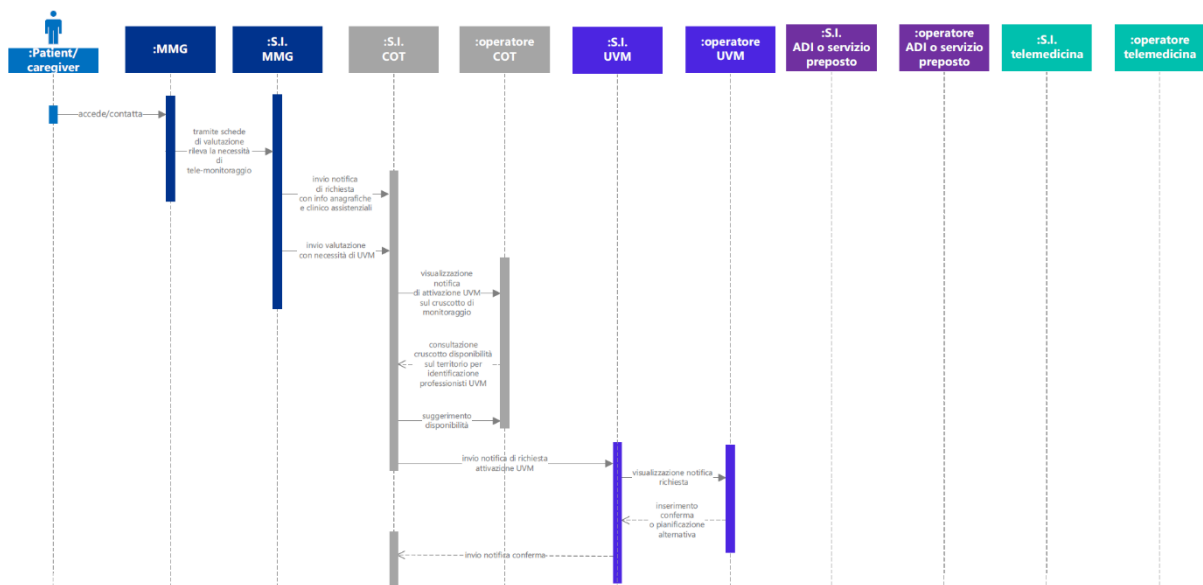 :Patient/
caregiver
:MMG
:S.I.
MMG
:S.I.
COT
:operatore
COT
:S.I.
UVM
:operatore
UVM
:S.I.
ADI o servizio
preposto
:operatore
ADI o servizio
preposto
:S.I.
telemedicina
:operatore
telemedicina
accede/contatta
tramite schede
di valutazione
rileva la necessità
di
tele-monitoraggio
invio notifica
di richiesta
con info anagrafiche
e clinico assistenziali
invio valutazione
con necessità di UVM
visualizzazione
notifica
di attivazione UVM
sul cruscotto di
monitoraggio
consultazione
cruscotto disponibilità
sul territorio per
identificazione
professionisti UVM
suggerimento
disponibilità
invio notifica di richiesta
attivazione UVM
visualizzazione notifica
richiesta
inserimento
conferma
o pianificazione
alternativa
invio notifica conferma